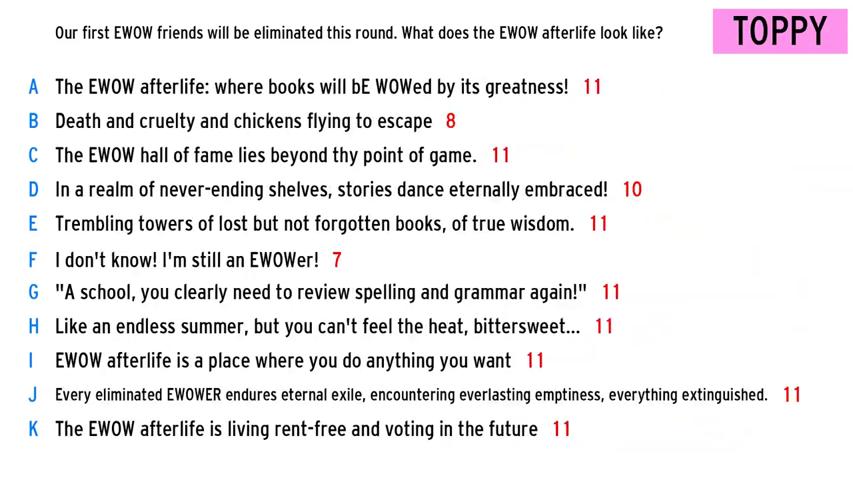 Our first EWOW friends will be eliminated this round. What does the EWOW afterlife look like?
TOPPY
A The EWOW afterlife: where books will bE WOWed by its greatness! 11
B Death and cruelty and chickens flying to escape 8
C The EWOW hall of fame lies beyond thy point of game. 11
D In a realm of never-ending shelves, stories dance eternally embraced! 10
E Trembling towers of lost but not forgotten books, of true wisdom. 11
F I don't know! I'm still an EWOWer! 7
G "A school, you clearly need to review spelling and grammar again!" 11
H Like an endless summer, but you can't feel the heat, bittersweet... 11
I EWOW afterlife is a place where you do anything you want 11
J Every eliminated EWOWER endures eternal exile, encountering everlasting emptiness, everything extinguished. 11
K The EWOW afterlife is living rent-free and voting in the future 11